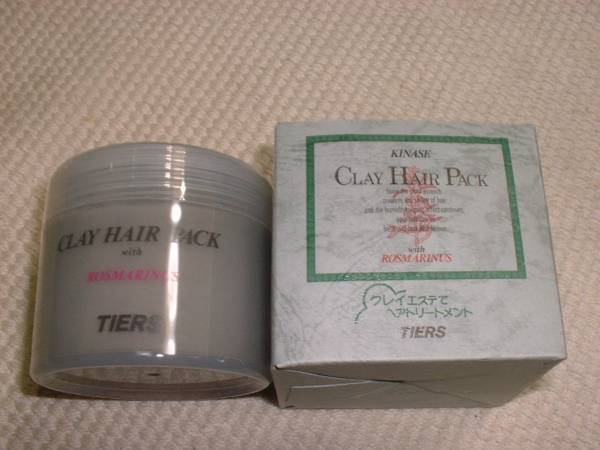 CLAY HAIR PACK
with
ROSMARINUS
TIERS
KINASE
CLAY HAIR PACK
with
ROSMARINUS
クレイエステで
ヘアトリートメント
TIERS